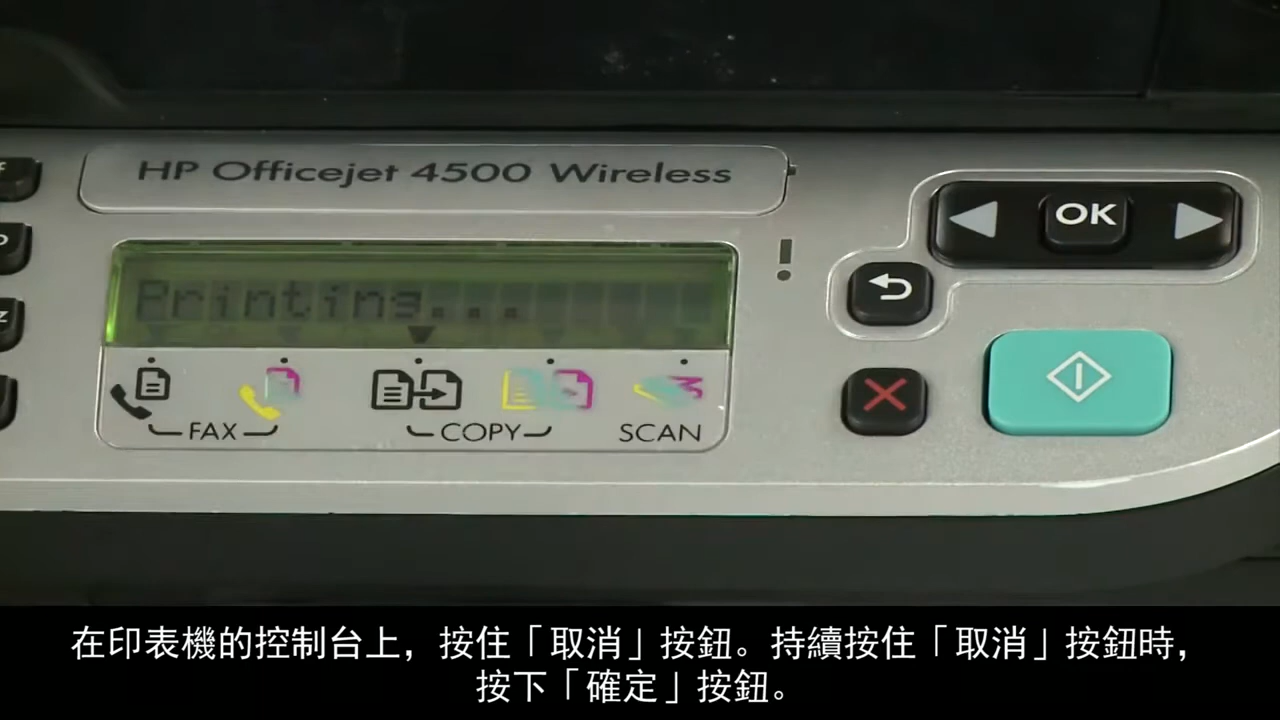 HP Officejet 4500 Wireless
OK
Printing...
FAX
COPY
SCAN
在印表機的控制台上，按住「取消」按鈕。持續按住「取消」按鈕時，
按下「確定」按鈕。